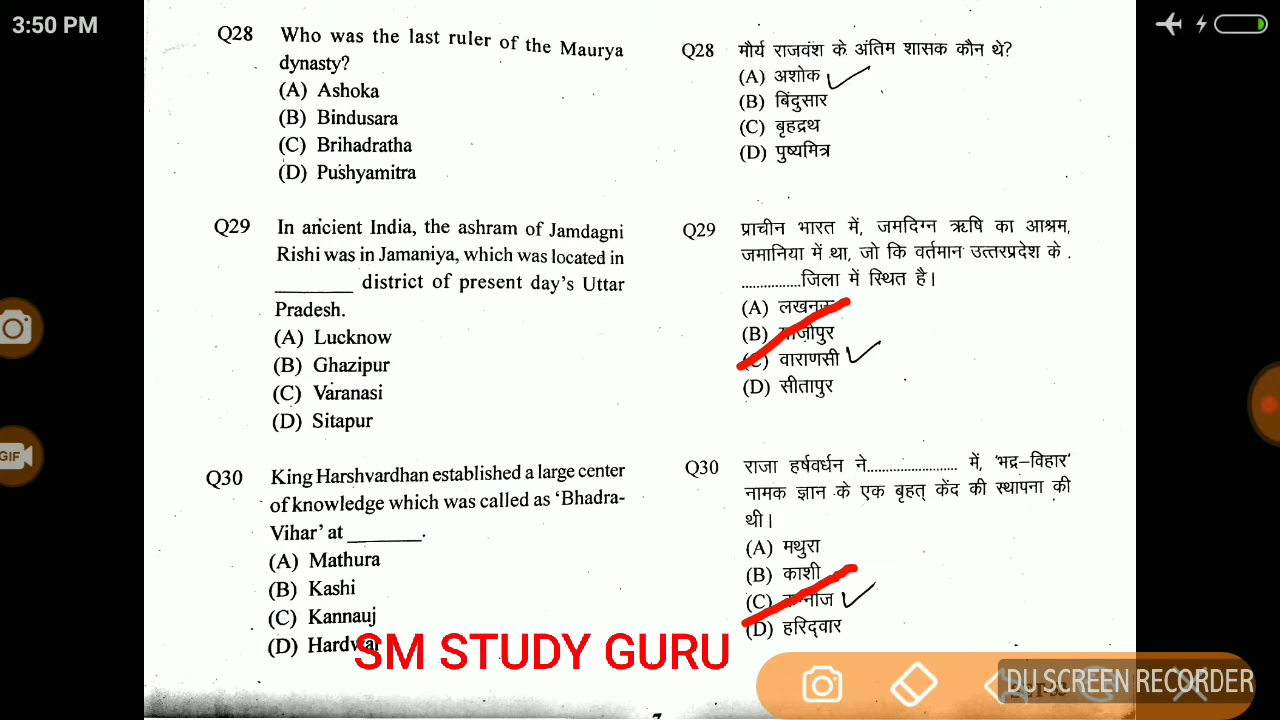 3:50 PM
Q28 Who was the last ruler of the Maurya
dynasty?
(A) Ashoka
(B) Bindusara
(C) Brihadratha
(D) Pushyamitra
Q29 In ancient India, the ashram of Jamdagni
Rishi was in Jamaniya, which was located in
________ district of present day's Uttar
Pradesh.
(A) Lucknow
(B) Ghazipur
(C) Varanasi
(D) Sitapur
Q30 King Harshvardhan established a large center
of knowledge which was called as 'Bhadra-
Vihar' at ________.
(A) Mathura
(B) Kashi
(C) Kannauj
(D) Hardwar
Q28 मौर्य राजवंश के अंतिम शासक कौन थे?
(A) अशोक
(B) बिंदुसार
(C) बृहद्रथ
(D) पुष्यमित्र
Q29 प्राचीन भारत में, जमदग्नि ऋषि का आश्रम,
जमानिया में था, जो कि वर्तमान उत्तरप्रदेश के
................जिला में स्थित है।
(A) लखनऊ
(B) गाजीपुर
(C) वाराणसी
(D) सीतापुर
Q30 राजा हर्षवर्धन ने........................ में, 'भद्र–विहार'
नामक ज्ञान के एक बृहत् केंद की स्थापना की
थी।
(A) मथुरा
(B) काशी
(C) कन्नौज
(D) हरिद्वार
SM STUDY GURU
GIF
DU SCREEN RECORDER
7